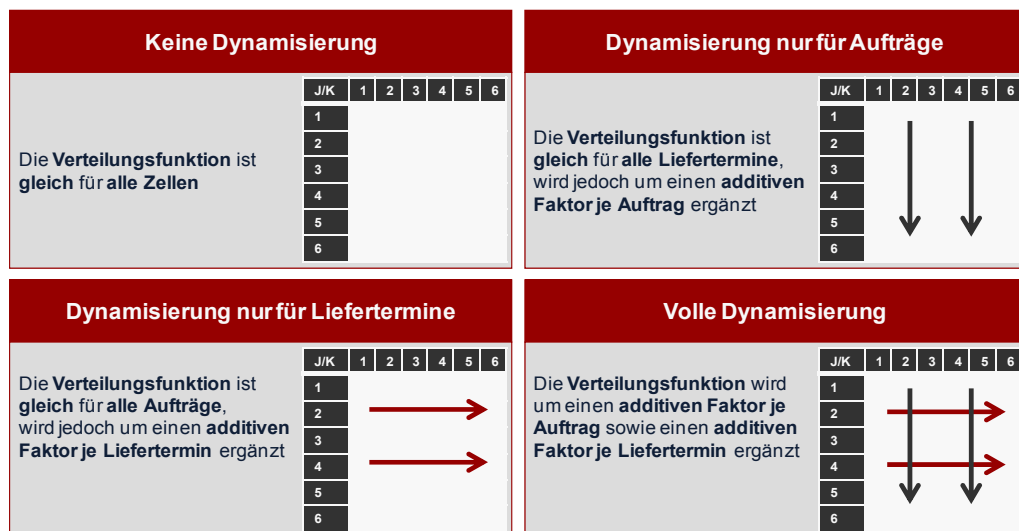 Keine Dynamisierung
Die Verteilungsfunktion ist
gleich für alle Zellen
J/K 1 2 3 4 5 6
1
2
3
4
5
6
Dynamisierung nur für Aufträge
Die Verteilungsfunktion ist
gleich für alle Liefertermine,
wird jedoch um einen additiven
Faktor je Auftrag ergänzt
J/K 1 2 3 4 5 6
1
2
3
4
5
6
Dynamisierung nur für Liefertermine
Die Verteilungsfunktion ist
gleich für alle Aufträge,
wird jedoch um einen additiven
Faktor je Liefertermin ergänzt
J/K 1 2 3 4 5 6
1
2
3
4
5
6
Volle Dynamisierung
Die Verteilungsfunktion wird
um einen additiven Faktor je
Auftrag sowie einen additiven
Faktor je Liefertermin ergänzt
J/K 1 2 3 4 5 6
1
2
3
4
5
6